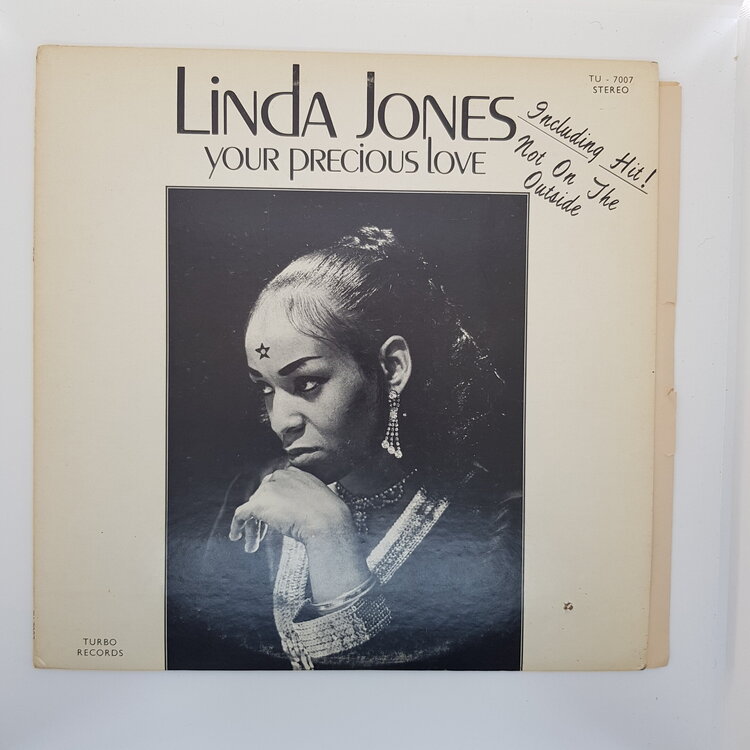 LINDA JONES
YOUR PRECIOUS LOVE
TU - 7007
STEREO
Including Hit!
Not On The
Outside
TURBO
RECORDS